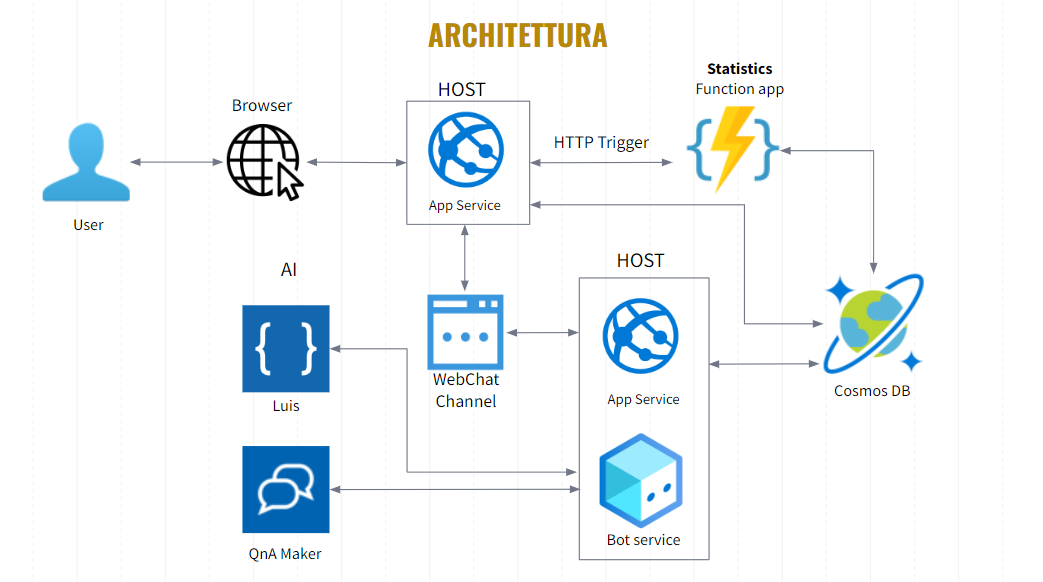 ARCHITETTURA
Statistics
Function app
HOST
Browser
HTTP Trigger
App Service
User
HOST
AI
WebChat
Channel
Luis
App Service
Cosmos DB
QnA Maker
Bot service